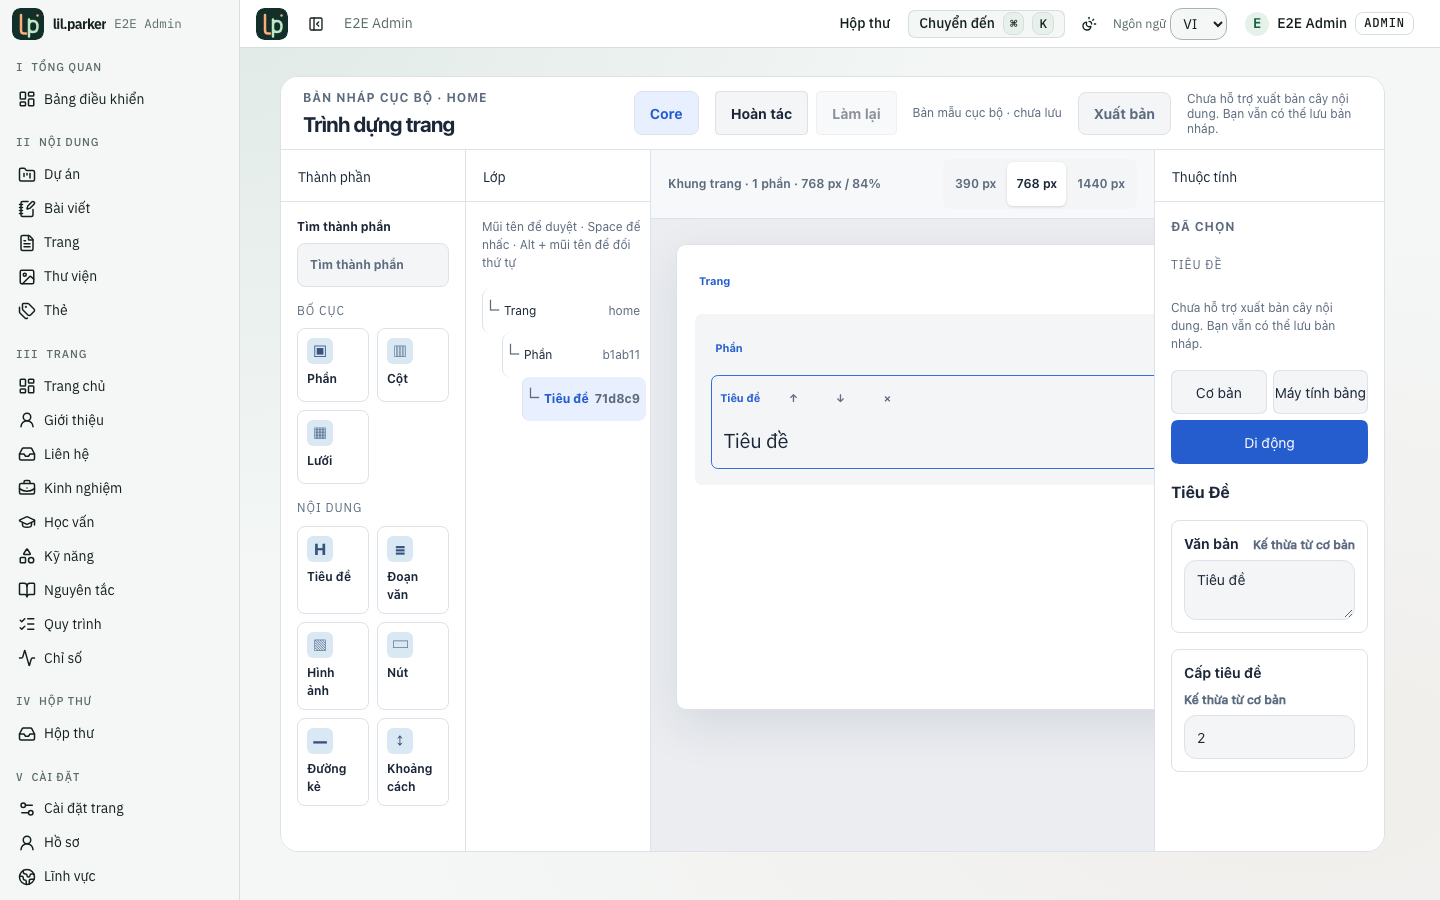 lil.parker E2E Admin
I TỔNG QUAN
Bảng điều khiển
II NỘI DUNG
Dự án
Bài viết
Trang
Thư viện
Thẻ
III TRANG
Trang chủ
Giới thiệu
Liên hệ
Kinh nghiệm
Học vấn
Kỹ năng
Nguyên tắc
Quy trình
Chỉ số
IV HỘP THƯ
Hộp thư
V CÀI ĐẶT
Cài đặt trang
Hồ sơ
Lĩnh vực
lp E2E Admin
Hộp thư
Chuyển đến ⌘ K
Ngôn ngữ VI
E E2E Admin ADMIN
BẢN NHÁP CỤC BỘ · HOME
Trình dựng trang
Core
Hoàn tác
Làm lại
Bản mẫu cục bộ · chưa lưu
Xuất bản
Chưa hỗ trợ xuất bản cây nội
dung. Bạn vẫn có thể lưu bản
nháp.
Thành phần
Tìm thành phần
Tìm thành phần
BỐ CỤC
Phần
Cột
Lưới
NỘI DUNG
H
Tiêu đề
Đoạn
văn
Hình
ảnh
Nút
Đường
kẻ
Khoảng
cách
Lớp
Mũi tên để duyệt · Space để
nhấc · Alt + mũi tên để đổi
thứ tự
Trang home
Phần b1ab11
Tiêu đề 71d8c9
Khung trang · 1 phần · 768 px / 84%
390 px
768 px
1440 px
Trang
Phần
Tiêu đề ↑ ↓ ×
Tiêu đề
Thuộc tính
ĐÃ CHỌN
TIÊU ĐỀ
Chưa hỗ trợ xuất bản cây nội
dung. Bạn vẫn có thể lưu bản
nháp.
Cơ bản
Máy tính bảng
Di động
Tiêu Đề
Văn bản Kế thừa từ cơ bản
Tiêu đề
Cấp tiêu đề
Kế thừa từ cơ bản
2